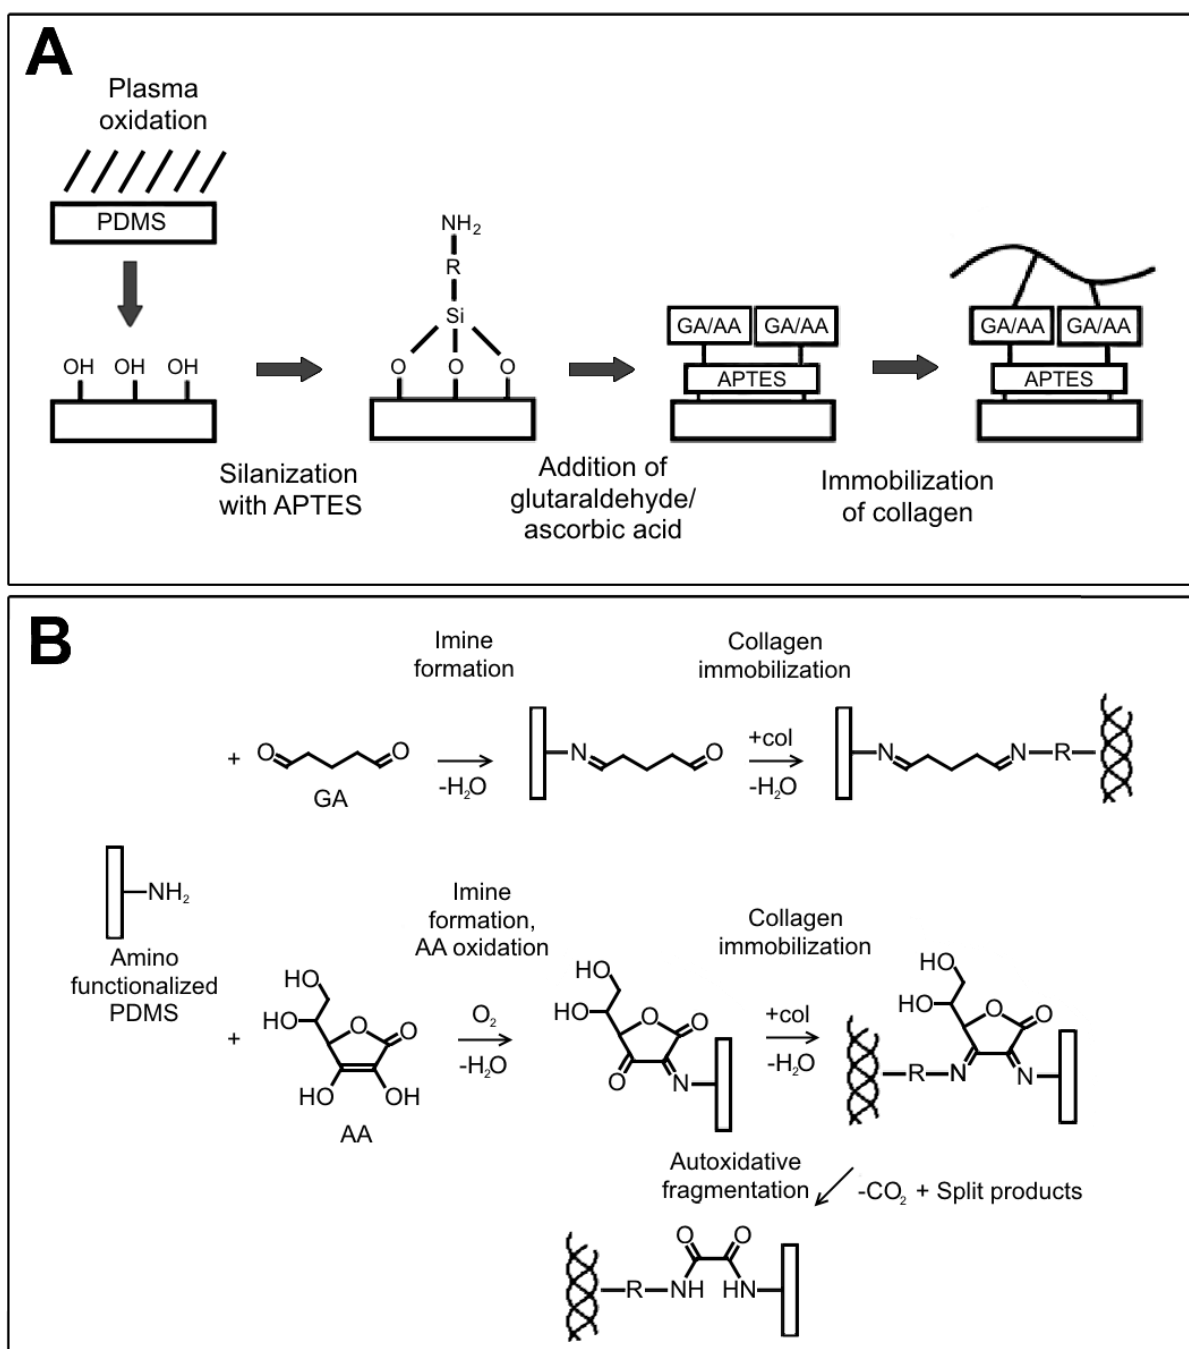 A
Plasma
oxidation
PDMS
OH OH OH
Silanization
with APTES
NH2
R
Si
O O O
Addition of
glutaraldehyde/
ascorbic acid
GA/AA GA/AA
APTES
Immobilization
of collagen
GA/AA GA/AA
APTES
B
Amino
functionalized
PDMS
NH2
+
O O
GA
Imine
formation
-H2O
N O
Collagen
immobilization
+col
-H2O
N N R
+
HO
HO
O O
HO OH
AA
Imine
formation,
AA oxidation
O2
-H2O
HO
HO
O O
O N
Collagen
immobilization
+col
-H2O
HO
HO
O O
R N N
Autoxidative
fragmentation
-CO2 + Split products
O O
R NH HN